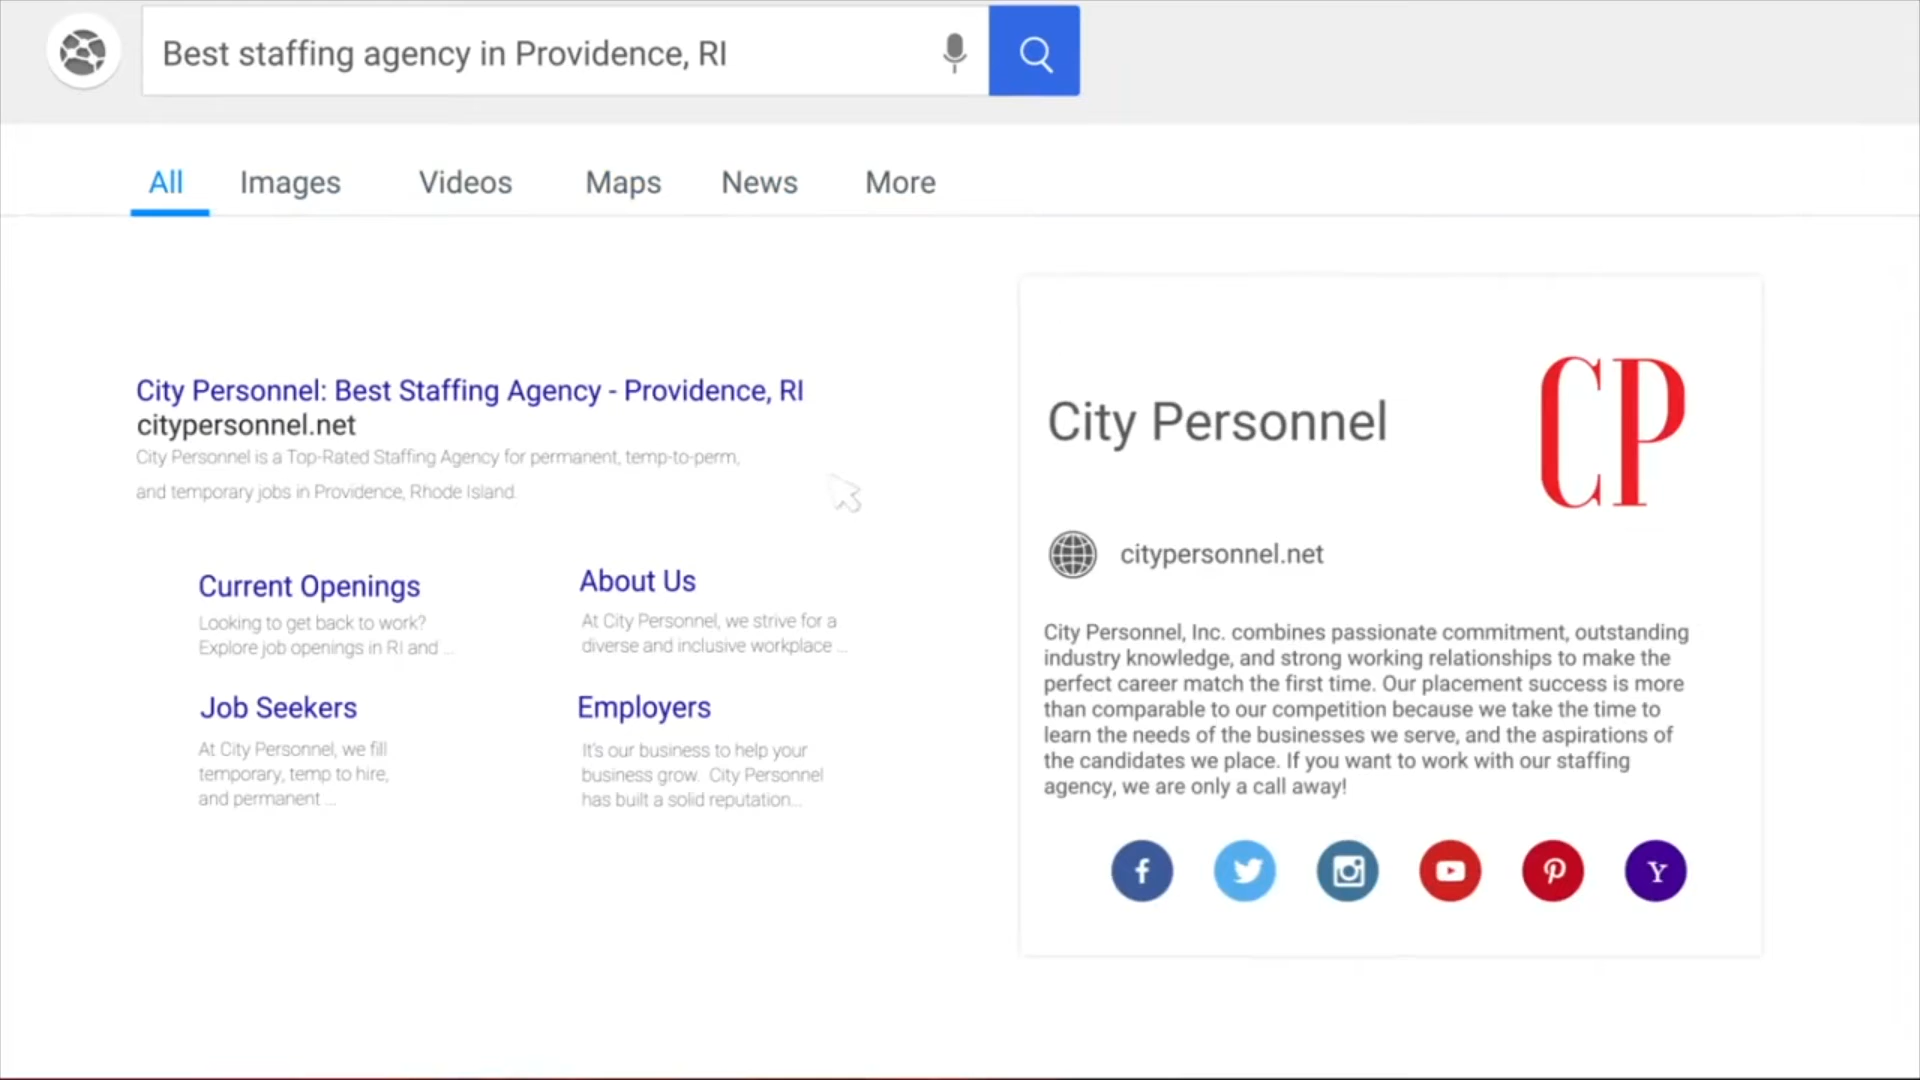 Best staffing agency in Providence, RI
All Images Videos Maps News More
City Personnel: Best Staffing Agency - Providence, RI
citypersonnel.net
City Personnel is a Top-Rated Staffing Agency for permanent, temp-to-perm,
and temporary jobs in Providence, Rhode Island.
Current Openings
Looking to get back to work?
Explore job openings in RI and ...
About Us
At City Personnel, we strive for a
diverse and inclusive workplace ...
Job Seekers
At City Personnel, we fill
temporary, temp to hire,
and permanent ...
Employers
It's our business to help your
business grow. City Personnel
has built a solid reputation...
City Personnel
CP
citypersonnel.net
City Personnel, Inc. combines passionate commitment, outstanding
industry knowledge, and strong working relationships to make the
perfect career match the first time. Our placement success is more
than comparable to our competition because we take the time to
learn the needs of the businesses we serve, and the aspirations of
the candidates we place. If you want to work with our staffing
agency, we are only a call away!